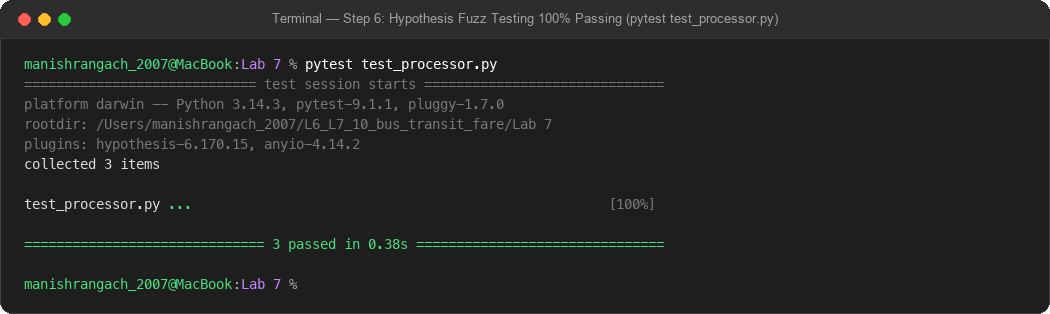 Terminal — Step 6: Hypothesis Fuzz Testing 100% Passing (pytest test_processor.py)
manishrangach_2007@MacBook:Lab 7 % pytest test_processor.py
============================= test session starts ==============================
platform darwin -- Python 3.14.3, pytest-9.1.1, pluggy-1.7.0
rootdir: /Users/manishrangach_2007/L6_L7_10_bus_transit_fare/Lab 7
plugins: hypothesis-6.170.15, anyio-4.14.2
collected 3 items
test_processor.py ... [100%]
============================== 3 passed in 0.38s ===============================
manishrangach_2007@MacBook:Lab 7 %